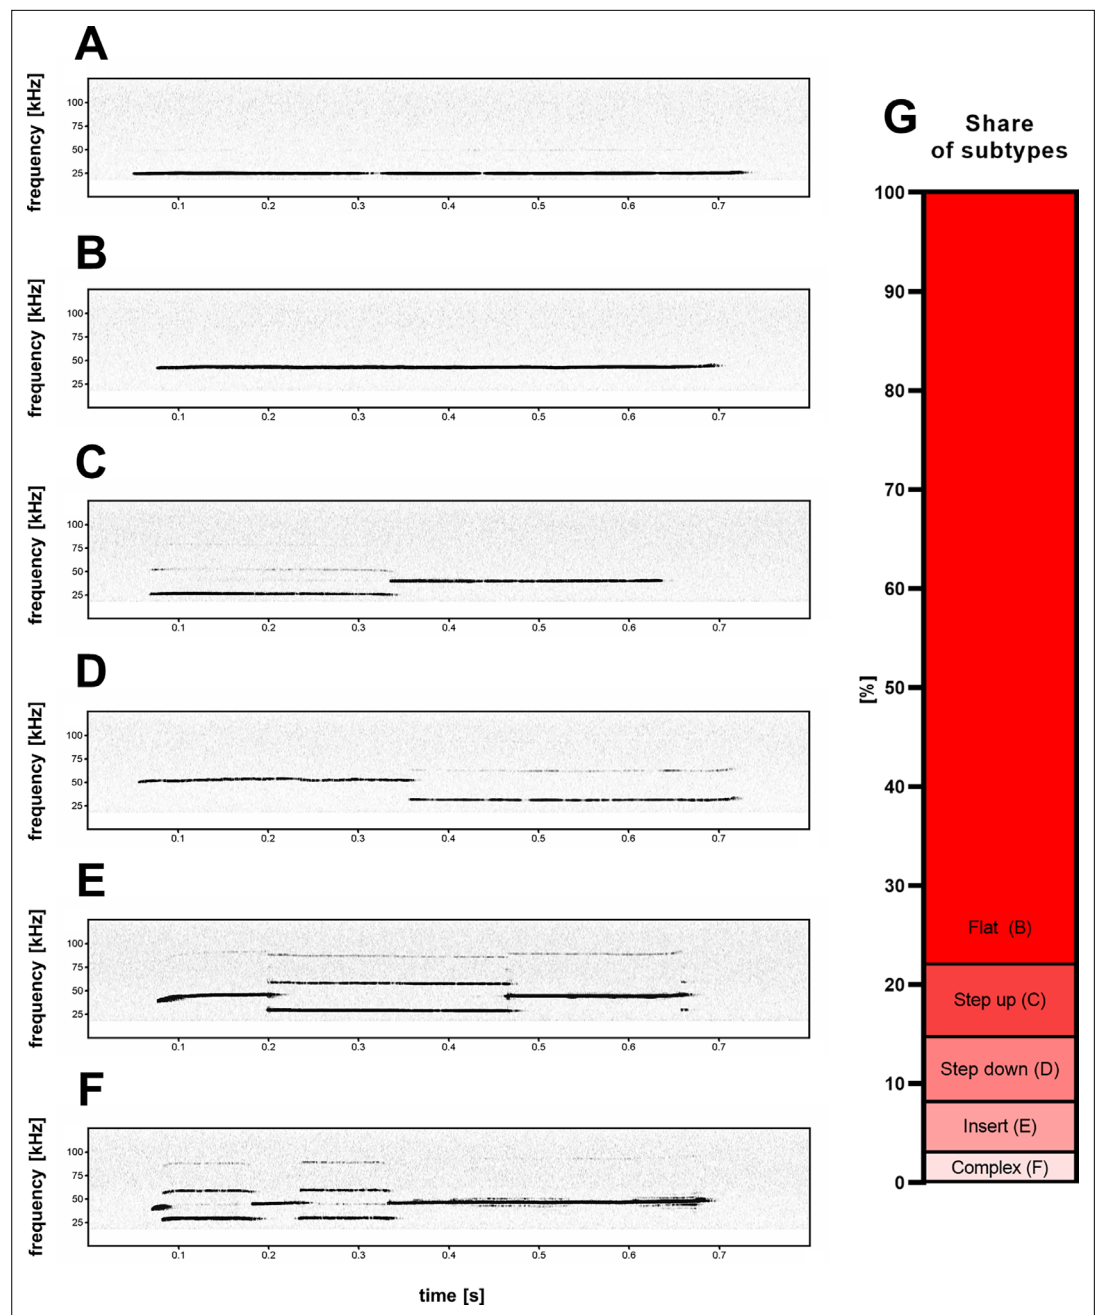 A
frequency [kHz]
100
75
50
25
0.1 0.2 0.3 0.4 0.5 0.6 0.7
B
frequency [kHz]
100
75
50
25
0.1 0.2 0.3 0.4 0.5 0.6 0.7
C
frequency [kHz]
100
75
50
25
0.1 0.2 0.3 0.4 0.5 0.6 0.7
D
frequency [kHz]
100
75
50
25
0.1 0.2 0.3 0.4 0.5 0.6 0.7
E
frequency [kHz]
100
75
50
25
0.1 0.2 0.3 0.4 0.5 0.6 0.7
F
frequency [kHz]
100
75
50
25
0.1 0.2 0.3 0.4 0.5 0.6 0.7
time [s]
G
Share
of subtypes
[%]
100
90
80
70
60
50
40
30
20
10
0
Flat (B)
Step up (C)
Step down (D)
Insert (E)
Complex (F)